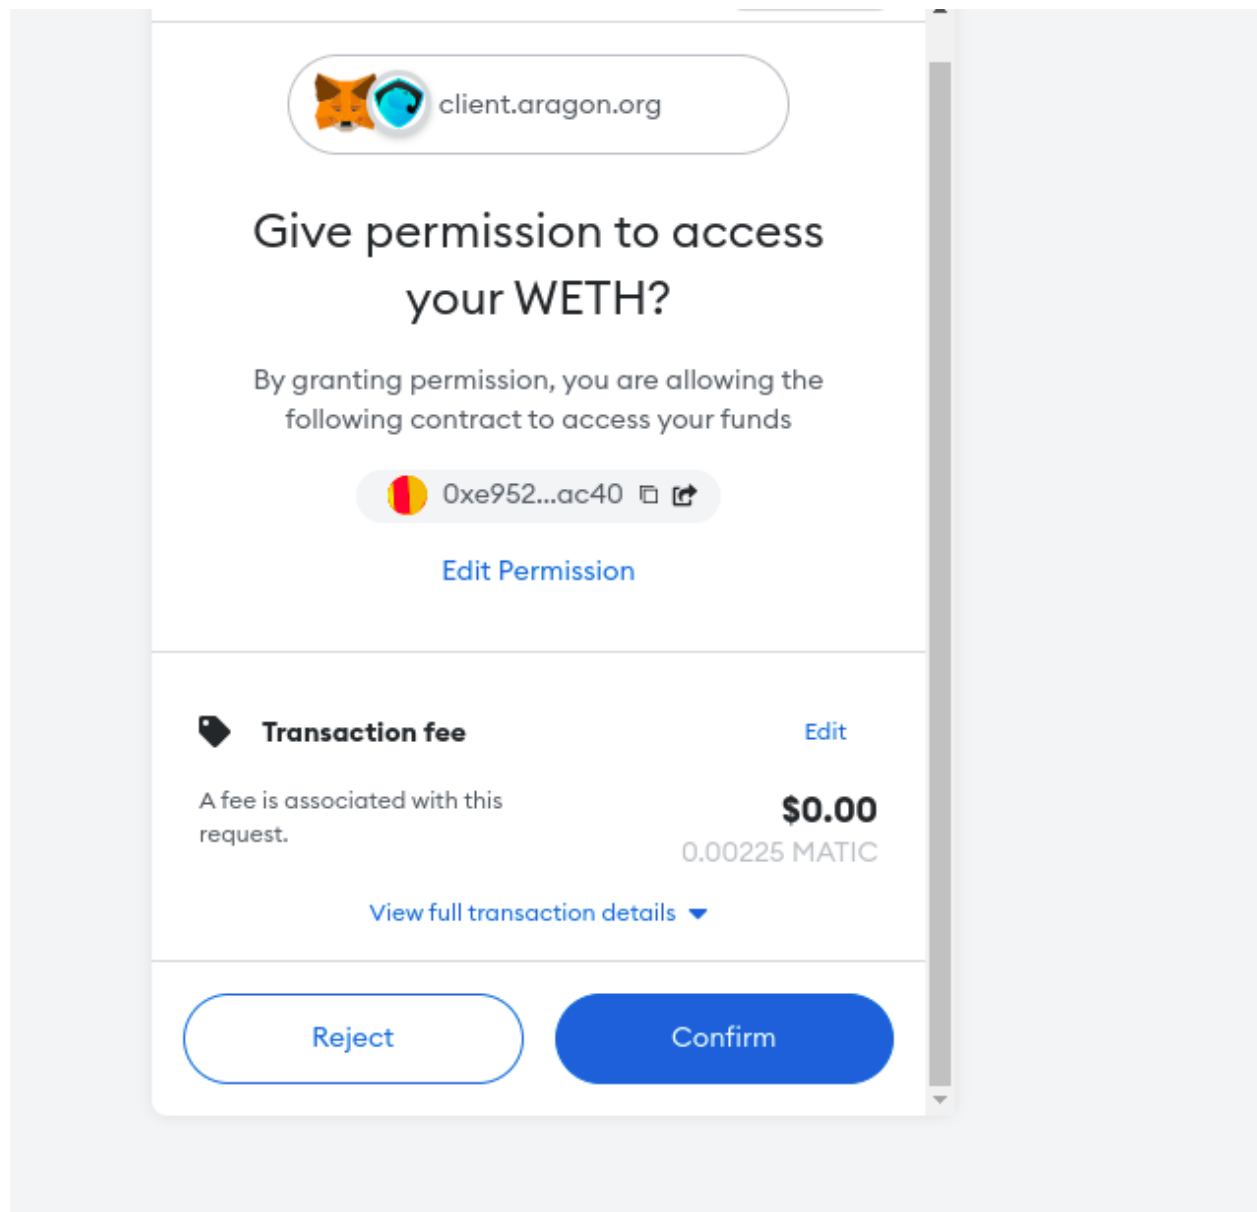 client.aragon.org
Give permission to access
your WETH?
By granting permission, you are allowing the
following contract to access your funds
0xe952...ac40
Edit Permission
Transaction fee
Edit
A fee is associated with this
request.
$0.00
0.00225 MATIC
View full transaction details
Reject
Confirm